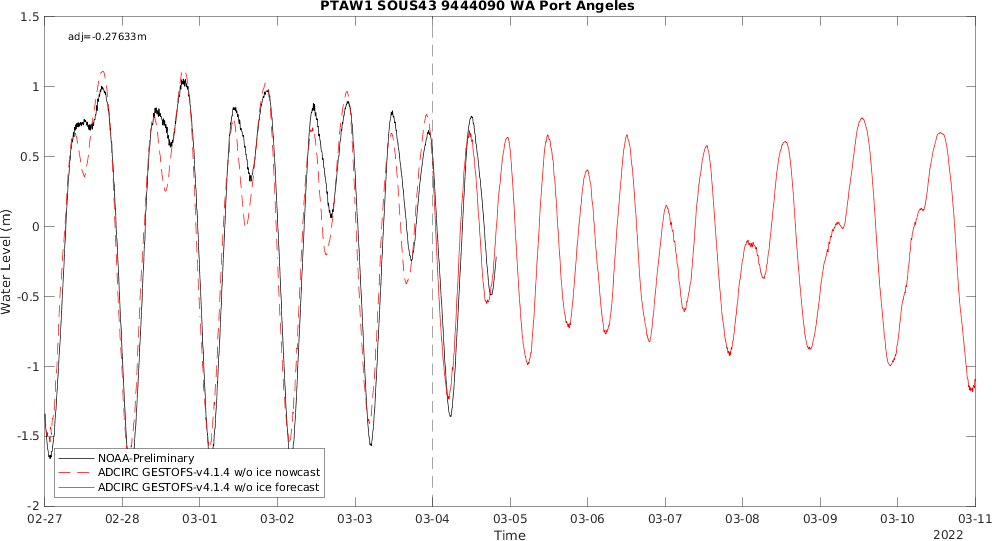 PTAW1 SOUS43 9444090 WA Port Angeles
adj=-0.27633m
1.5
1
0.5
0
-0.5
-1
-1.5
-2
Water Level (m)
NOAA-Preliminary
ADCIRC GESTOFS-v4.1.4 w/o ice nowcast
ADCIRC GESTOFS-v4.1.4 w/o ice forecast
02-27 02-28 03-01 03-02 03-03 03-04 03-05 03-06 03-07 03-08 03-09 03-10 03-11
Time
2022